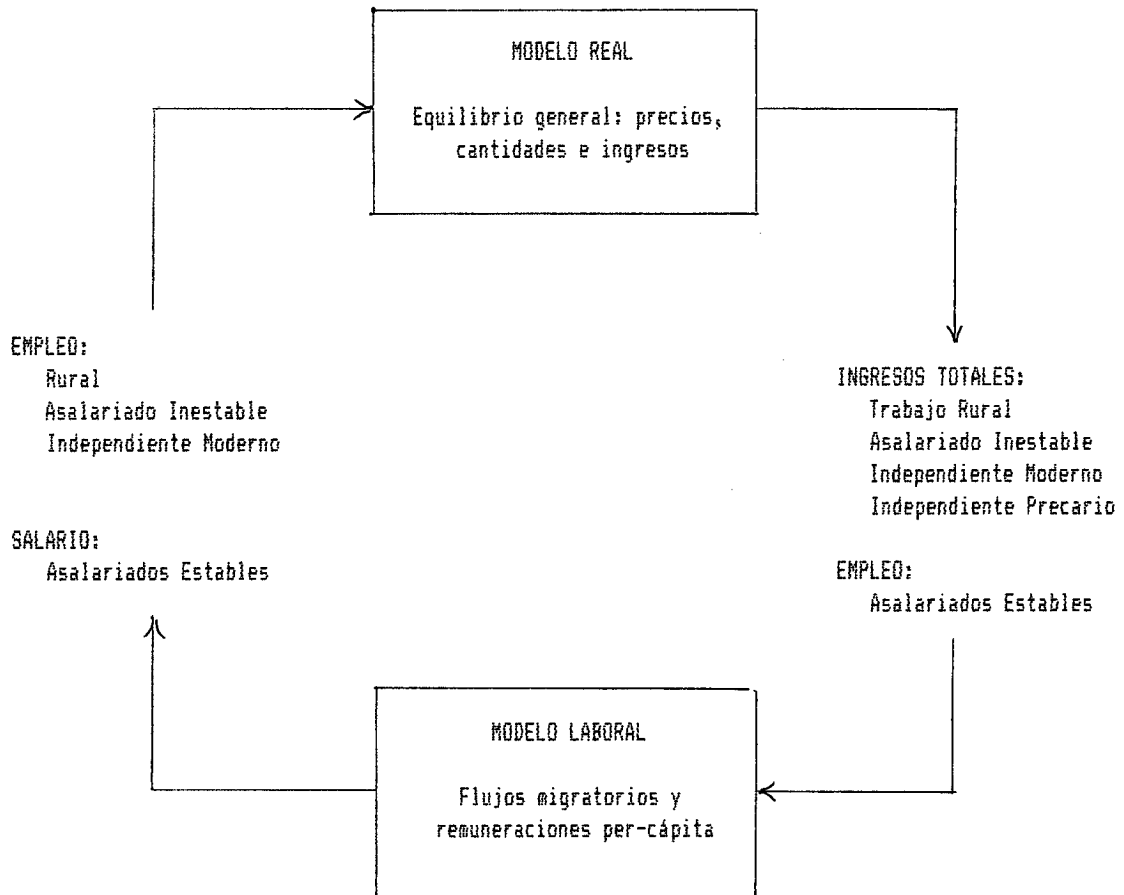 MODELO REAL
Equilibrio general: precios,
cantidades e ingresos
EMPLEO:
Rural
Asalariado Inestable
Independiente Moderno
SALARIO:
Asalariados Estables
INGRESOS TOTALES:
Trabajo Rural
Asalariado Inestable
Independiente Moderno
Independiente Precario
EMPLEO:
Asalariados Estables
MODELO LABORAL
Flujos migratorios y
remuneraciones per-cápita